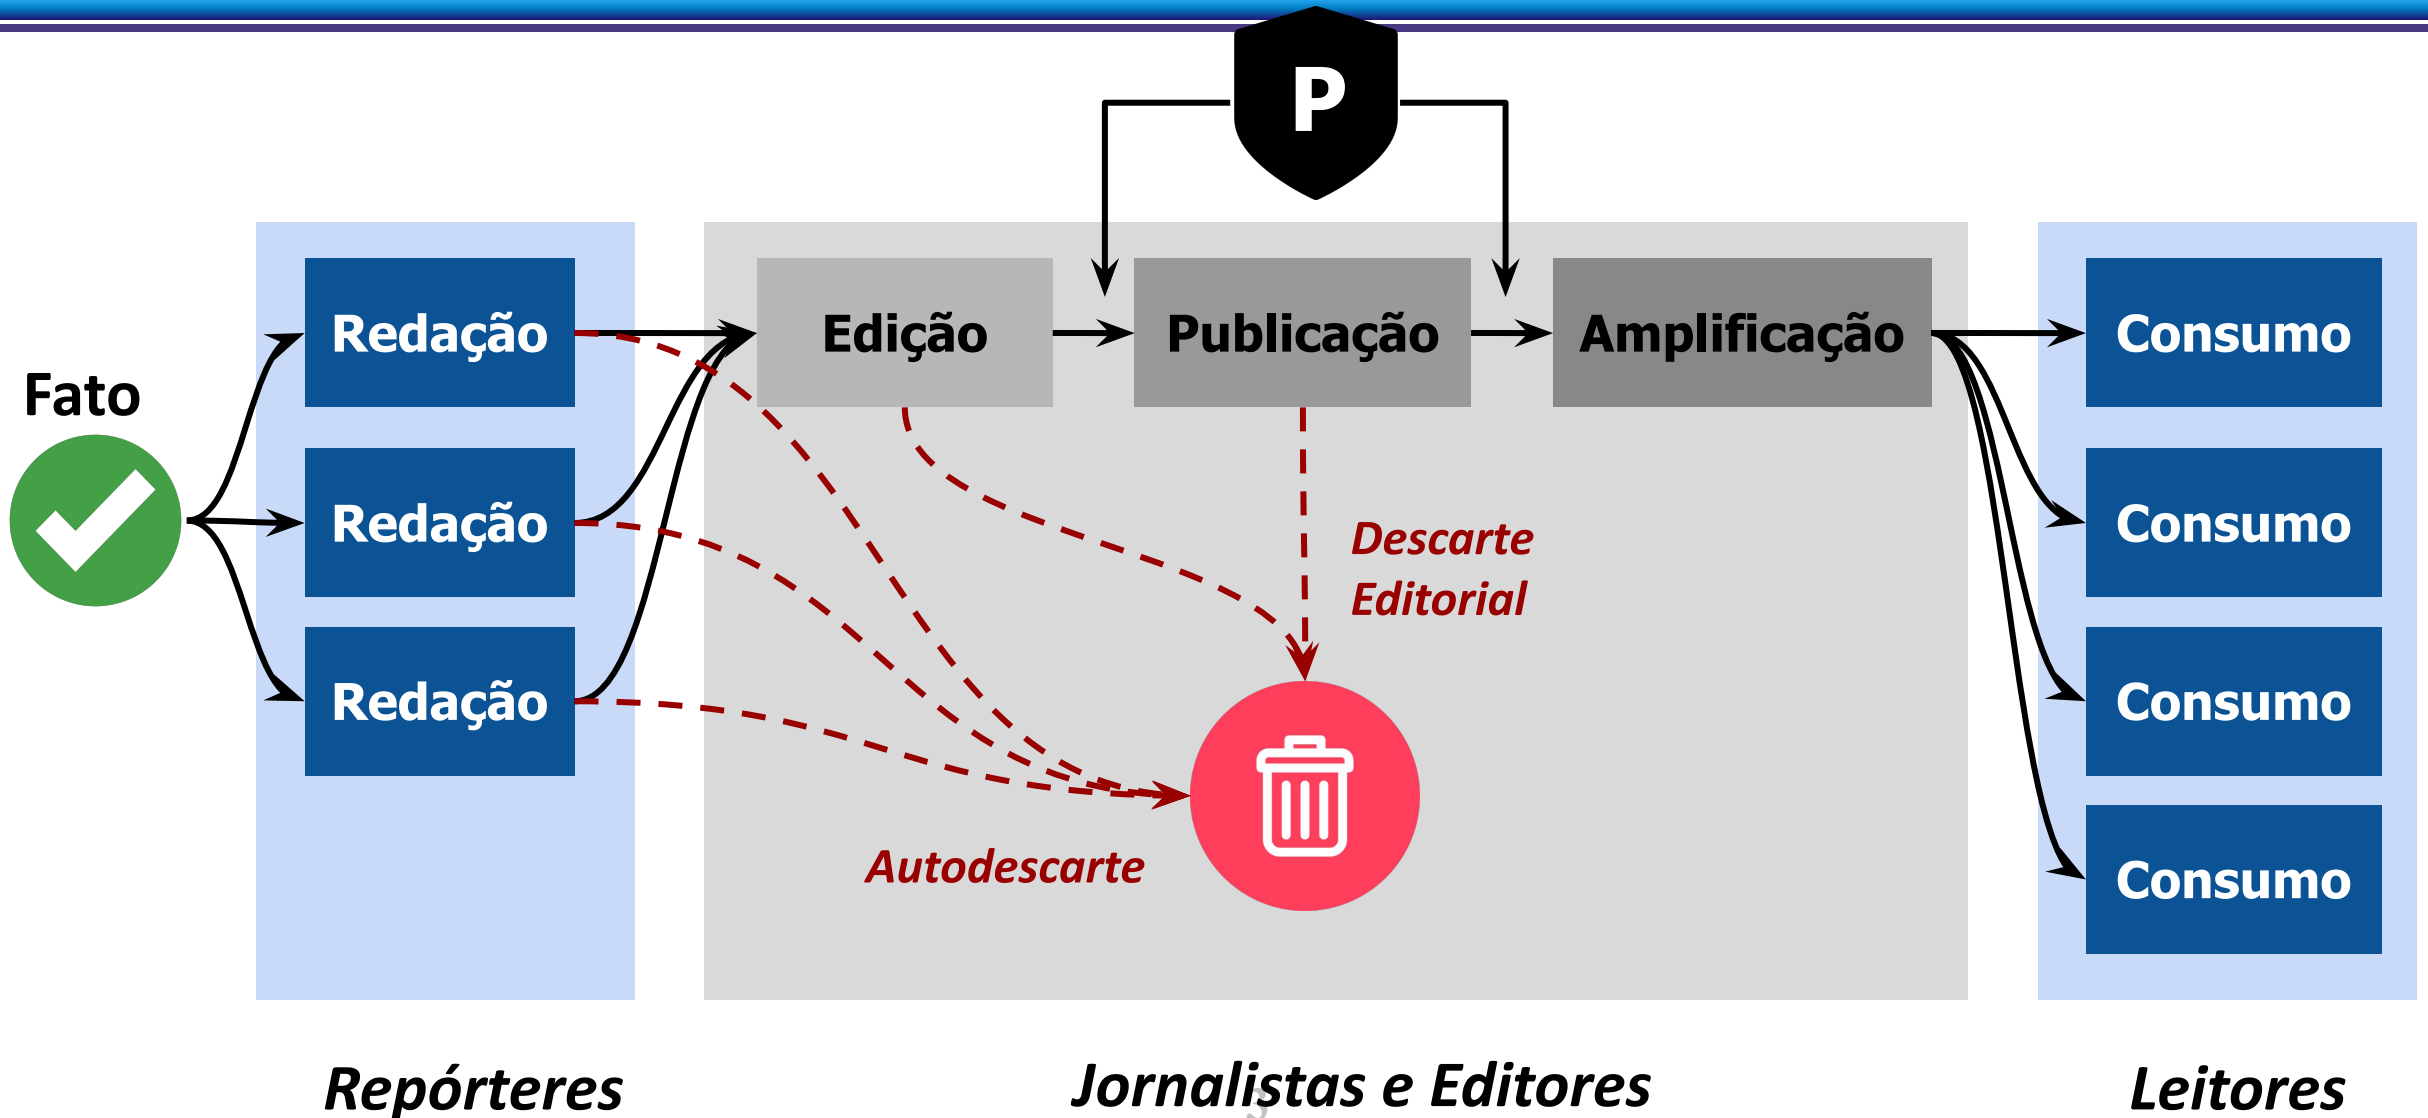 P
Fato
Redação
Redação
Redação
Edição
Publicação
Amplificação
Consumo
Consumo
Consumo
Consumo
Descarte
Editorial
Autodescarte
Repórteres
Jornalistas e Editores
Leitores